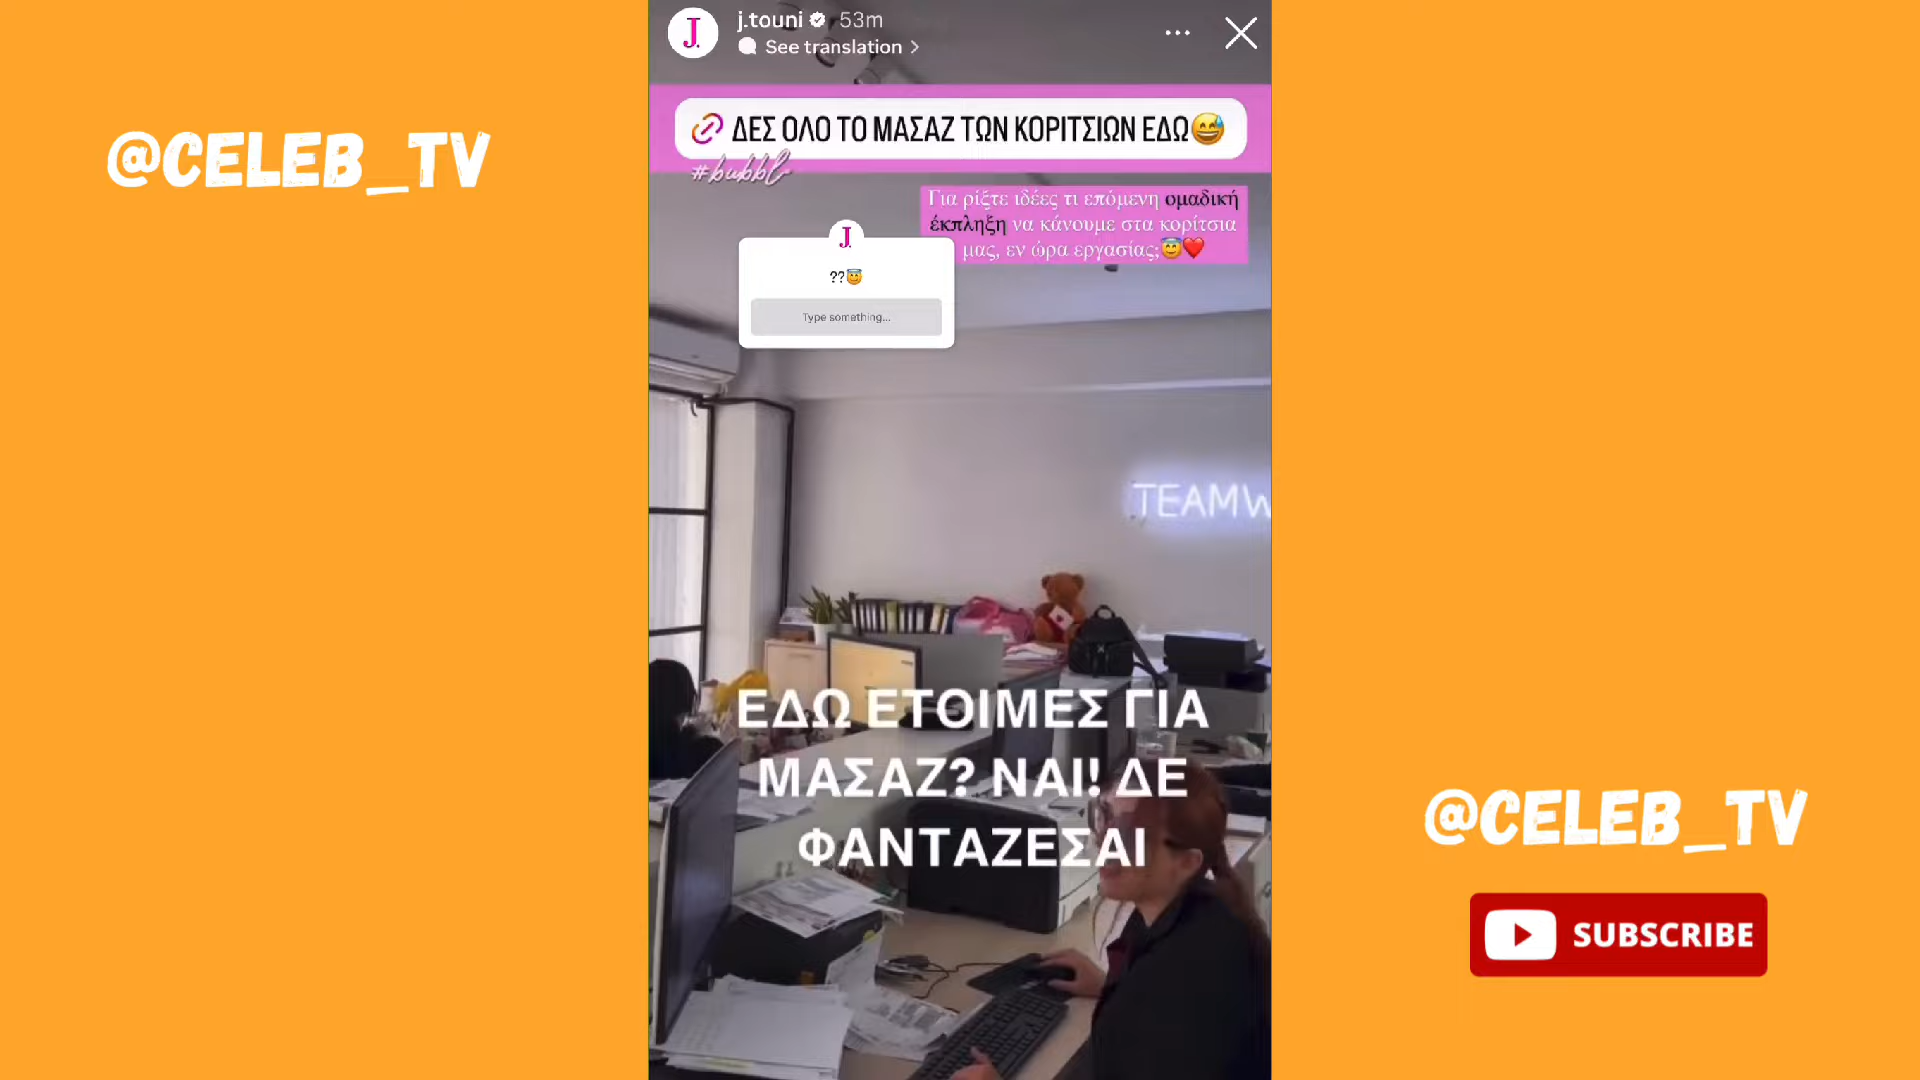 j.touni 53m
See translation >
@CELEB_TV
ΔΕΣ ΟΛΟ ΤΟ ΜΑΣΑΖ ΤΩΝ ΚΟΡΙΤΣΙΩΝ ΕΔΩ😅
#bubbl
Για ρίξτε ιδέες τι επόμενη ομαδική
έκπληξη να κάνουμε στα κορίτσια
μας, εν ώρα εργασίας;😇❤️
J.
??😇
Type something...
TEAMW
ΕΔΩ ΕΤΟΙΜΕΣ ΓΙΑ
ΜΑΣΑΖ? ΝΑΙ! ΔΕ
ΦΑΝΤΑΖΕΣΑΙ
@CELEB_TV
SUBSCRIBE